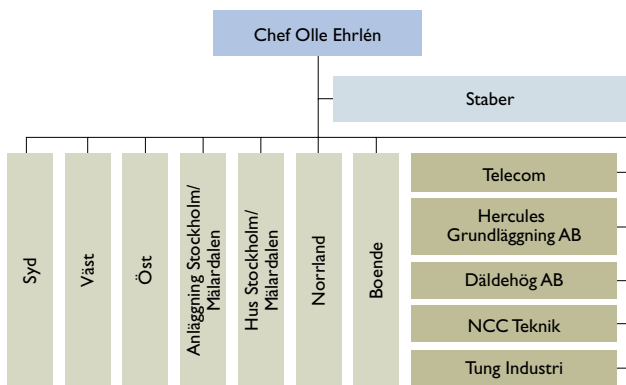 Chef Olle Ehrlén
Staber
Syd
Väst
Öst
Anläggning Stockholm/
Mälardalen
Hus Stockholm/
Mälardalen
Norrland
Boende
Telecom
Hercules
Grundläggning AB
Däldehög AB
NCC Teknik
Tung Industri